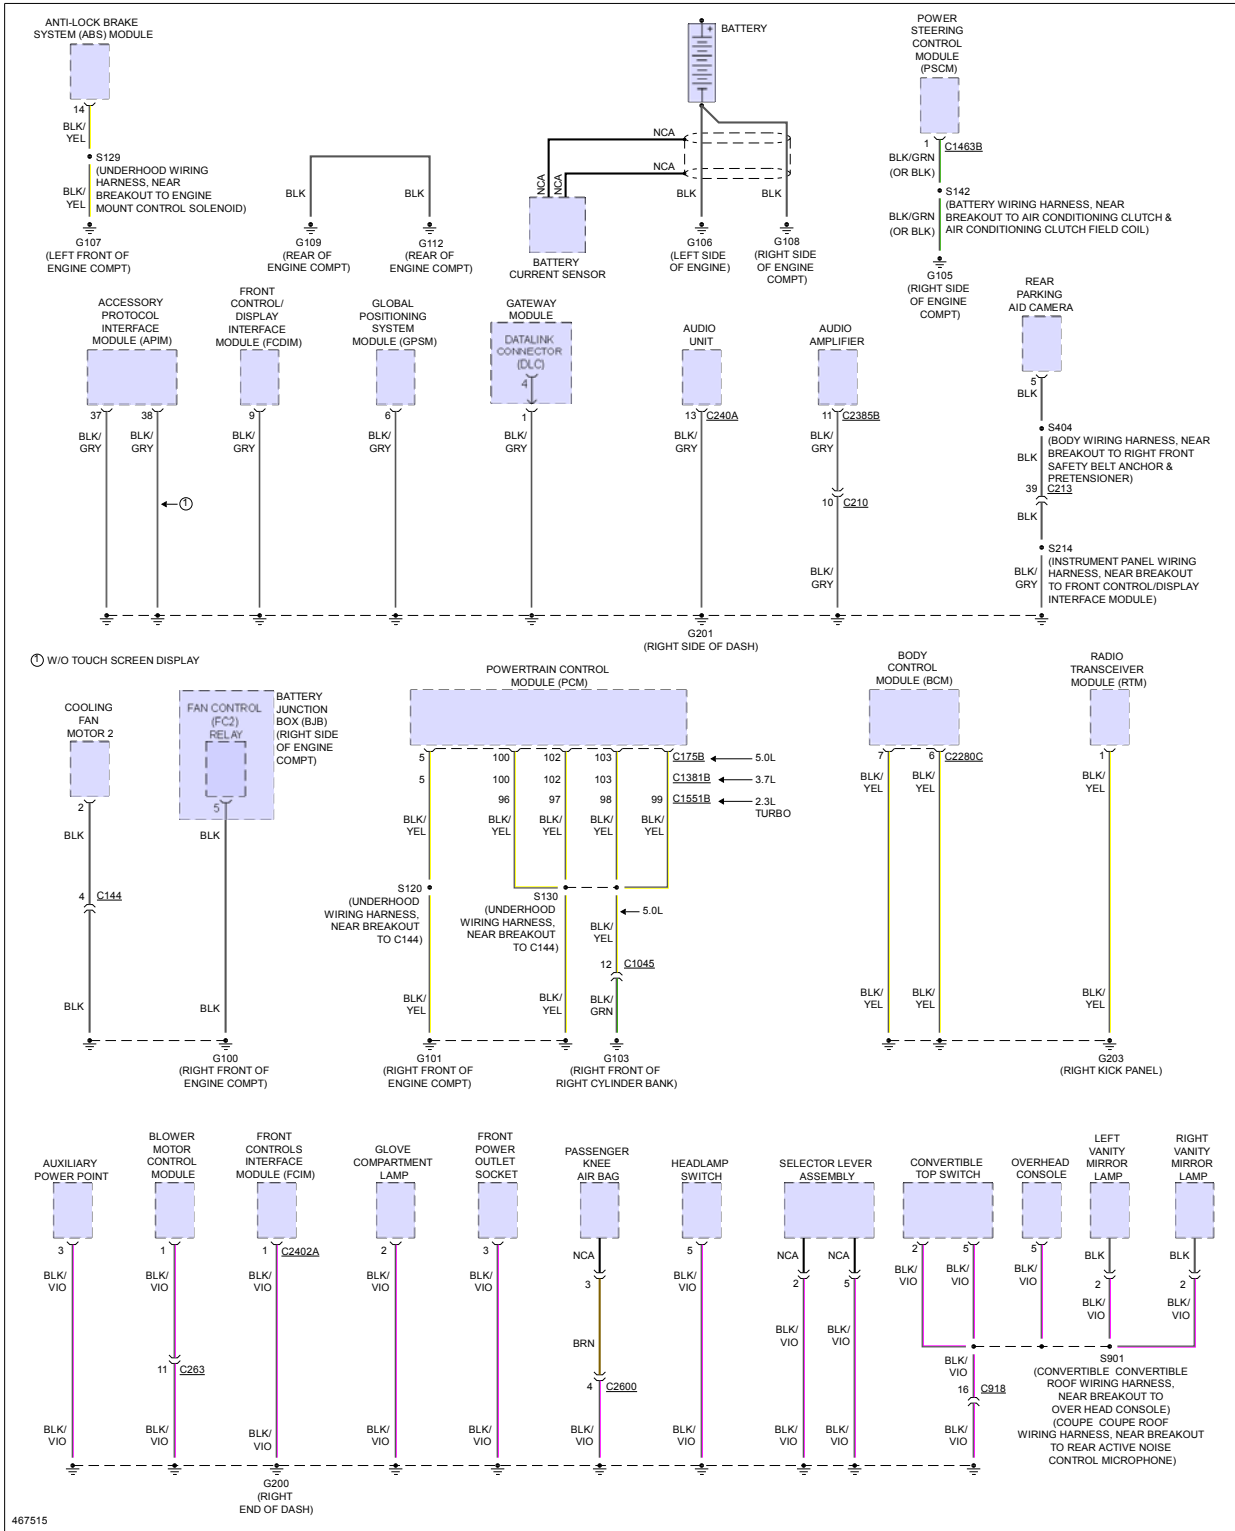 ANTI-LOCK BRAKE
SYSTEM (ABS) MODULE
14
BLK/
YEL
S129
(UNDERHOOD WIRING
HARNESS, NEAR
BREAKOUT TO ENGINE
MOUNT CONTROL SOLENOID)
BLK/
YEL
G107
(LEFT FRONT OF
ENGINE COMPT)
BLK
BLK
G109
(REAR OF
ENGINE COMPT)
G112
(REAR OF
ENGINE COMPT)
+
BATTERY
NCA
NCA
NCA
NCA
BATTERY
CURRENT SENSOR
BLK
BLK
G106
(LEFT SIDE
OF ENGINE)
G108
(RIGHT SIDE
OF ENGINE
COMPT)
POWER
STEERING
CONTROL
MODULE
(PSCM)
1
C1463B
BLK/GRN
(OR BLK)
S142
(BATTERY WIRING HARNESS, NEAR
BREAKOUT TO AIR CONDITIONING CLUTCH &
AIR CONDITIONING CLUTCH FIELD COIL)
BLK/GRN
(OR BLK)
G105
(RIGHT SIDE
OF ENGINE
COMPT)
ACCESSORY
PROTOCOL
INTERFACE
MODULE (APIM)
37
38
BLK/
GRY
BLK/
GRY
1
FRONT
CONTROL/
DISPLAY
INTERFACE
MODULE (FCDIM)
9
BLK/
GRY
GLOBAL
POSITIONING
SYSTEM
MODULE (GPSM)
6
BLK/
GRY
GATEWAY
MODULE
DATALINK
CONNECTOR
(DLC)
4
1
BLK/
GRY
AUDIO
UNIT
13
C240A
BLK/
GRY
AUDIO
AMPLIFIER
11
C2385B
BLK/
GRY
10
C210
BLK/
GRY
REAR
PARKING
AID CAMERA
5
BLK
S404
(BODY WIRING HARNESS, NEAR
BREAKOUT TO RIGHT FRONT
SAFETY BELT ANCHOR &
PRETENSIONER)
BLK
39
C213
BLK
S214
(INSTRUMENT PANEL WIRING
HARNESS, NEAR BREAKOUT
TO FRONT CONTROL/DISPLAY
INTERFACE MODULE)
BLK/
GRY
G201
(RIGHT SIDE OF DASH)
1 W/O TOUCH SCREEN DISPLAY
COOLING
FAN
MOTOR 2
2
BLK
4
C144
BLK
FAN CONTROL
(FC2)
RELAY
5
BATTERY
JUNCTION
BOX (BJB)
(RIGHT SIDE
OF ENGINE
COMPT)
BLK
BLK
G100
(RIGHT FRONT OF
ENGINE COMPT)
POWERTRAIN CONTROL
MODULE (PCM)
5
100
102
103
C175B
5.0L
5
100
102
103
C1381B
3.7L
96
97
98
99
C1551B
2.3L
TURBO
BLK/
YEL
BLK/
YEL
BLK/
YEL
BLK/
YEL
BLK/
YEL
S120
(UNDERHOOD
WIRING HARNESS,
NEAR BREAKOUT
TO C144)
S130
(UNDERHOOD
WIRING HARNESS,
NEAR BREAKOUT
TO C144)
5.0L
BLK/
YEL
12
C1045
BLK/
YEL
BLK/
YEL
BLK/
GRN
G101
(RIGHT FRONT OF
ENGINE COMPT)
G103
(RIGHT FRONT OF
RIGHT CYLINDER BANK)
BODY
CONTROL
MODULE (BCM)
7
6
C2280C
BLK/
YEL
BLK/
YEL
BLK/
YEL
BLK/
YEL
RADIO
TRANSCEIVER
MODULE (RTM)
1
BLK/
YEL
BLK/
YEL
G203
(RIGHT KICK PANEL)
AUXILIARY
POWER POINT
3
BLK/
VIO
BLK/
VIO
BLOWER
MOTOR
CONTROL
MODULE
1
BLK/
VIO
11
C263
BLK/
VIO
FRONT
CONTROLS
INTERFACE
MODULE (FCIM)
1
C2402A
BLK/
VIO
BLK/
VIO
GLOVE
COMPARTMENT
LAMP
2
BLK/
VIO
BLK/
VIO
FRONT
POWER
OUTLET
SOCKET
3
BLK/
VIO
BLK/
VIO
PASSENGER
KNEE
AIR BAG
NCA
3
BRN
4
C2600
BLK/
VIO
HEADLAMP
SWITCH
5
BLK/
VIO
BLK/
VIO
SELECTOR LEVER
ASSEMBLY
NCA
NCA
2
5
BLK/
VIO
BLK/
VIO
BLK/
VIO
BLK/
VIO
CONVERTIBLE
TOP SWITCH
2
5
BLK/
VIO
BLK/
VIO
BLK/
VIO
16
C918
BLK/
VIO
OVERHEAD
CONSOLE
5
BLK/
VIO
LEFT
VANITY
MIRROR
LAMP
BLK
2
BLK/
VIO
RIGHT
VANITY
MIRROR
LAMP
BLK
2
BLK/
VIO
S901
(CONVERTIBLE CONVERTIBLE
ROOF WIRING HARNESS,
NEAR BREAKOUT TO
OVER HEAD CONSOLE)
(COUPE COUPE ROOF
WIRING HARNESS, NEAR BREAKOUT
TO REAR ACTIVE NOISE
CONTROL MICROPHONE)
G200
(RIGHT
END OF DASH)
467515